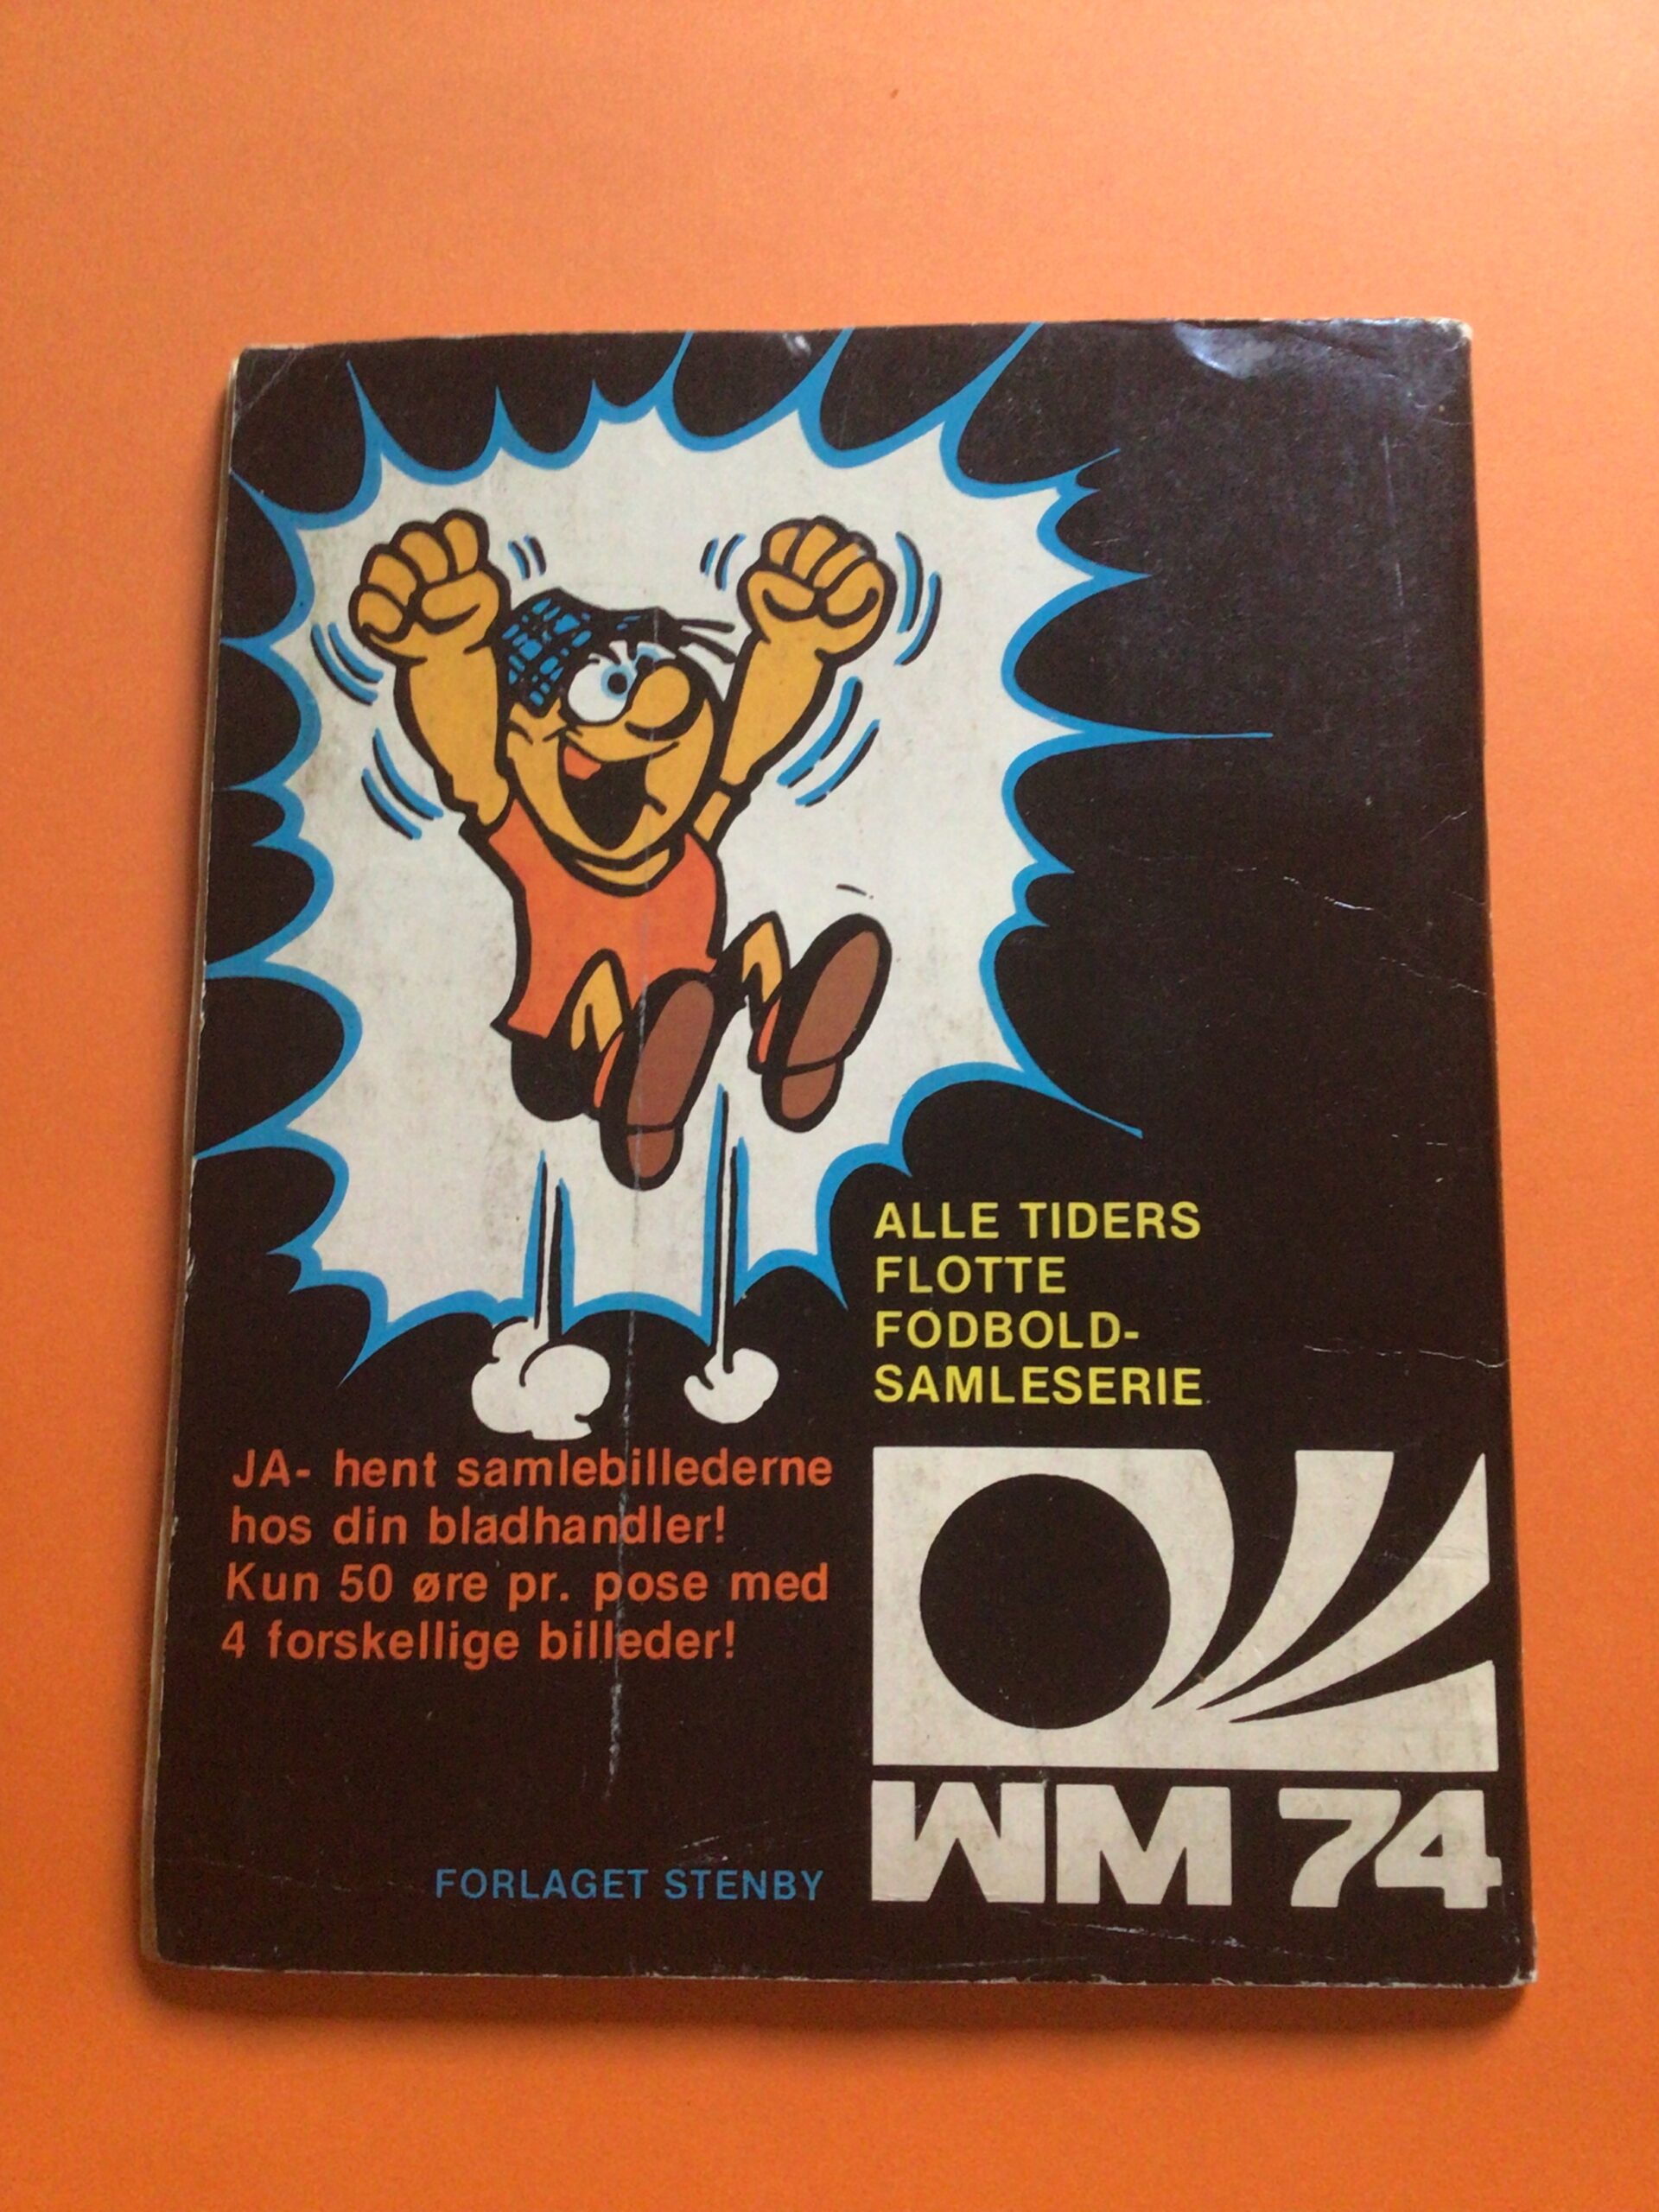 ALLE TIDERS
FLOTTE
FODBOLD-
SAMLESERIE
JA- hent samlebillederne
hos din bladhandler!
Kun 50 øre pr. pose med
4 forskellige billeder!
WM 74
FORLAGET STENBY